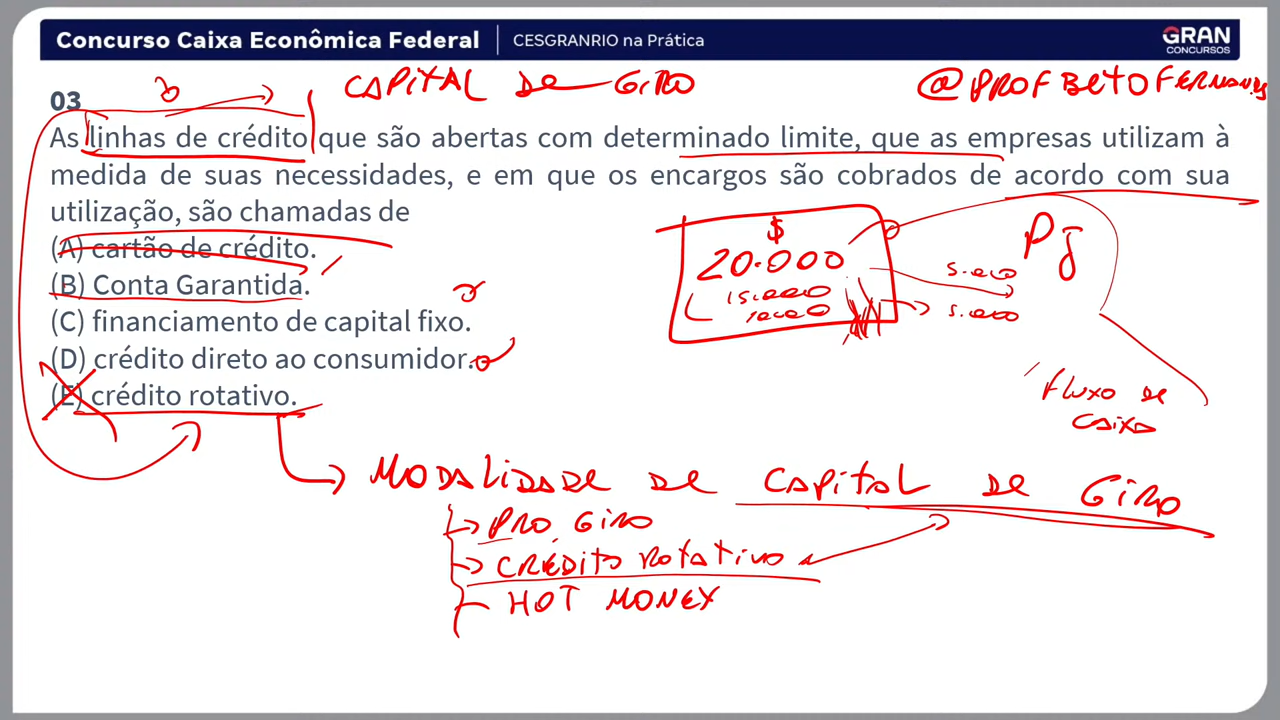 Concurso Caixa Econômica Federal | CESGRANRIO na Prática
GRAN
CONCURSOS
CAPITAL DE GIRO
@PROFBETOFERNANDES
03
As linhas de crédito que são abertas com determinado limite, que as empresas utilizam à
medida de suas necessidades, e em que os encargos são cobrados de acordo com sua
utilização, são chamadas de
(A) cartão de crédito.
(B) Conta Garantida.
(C) financiamento de capital fixo.
(D) crédito direto ao consumidor.
(E) crédito rotativo.
$
20.000
15.000
10.000
5.000
5.000
PJ
FLUXO DE
CAIXA
MODALIDADE DE CAPITAL DE GIRO
PRO GIRO
CRÉDITO ROTATIVO
HOT MONEY